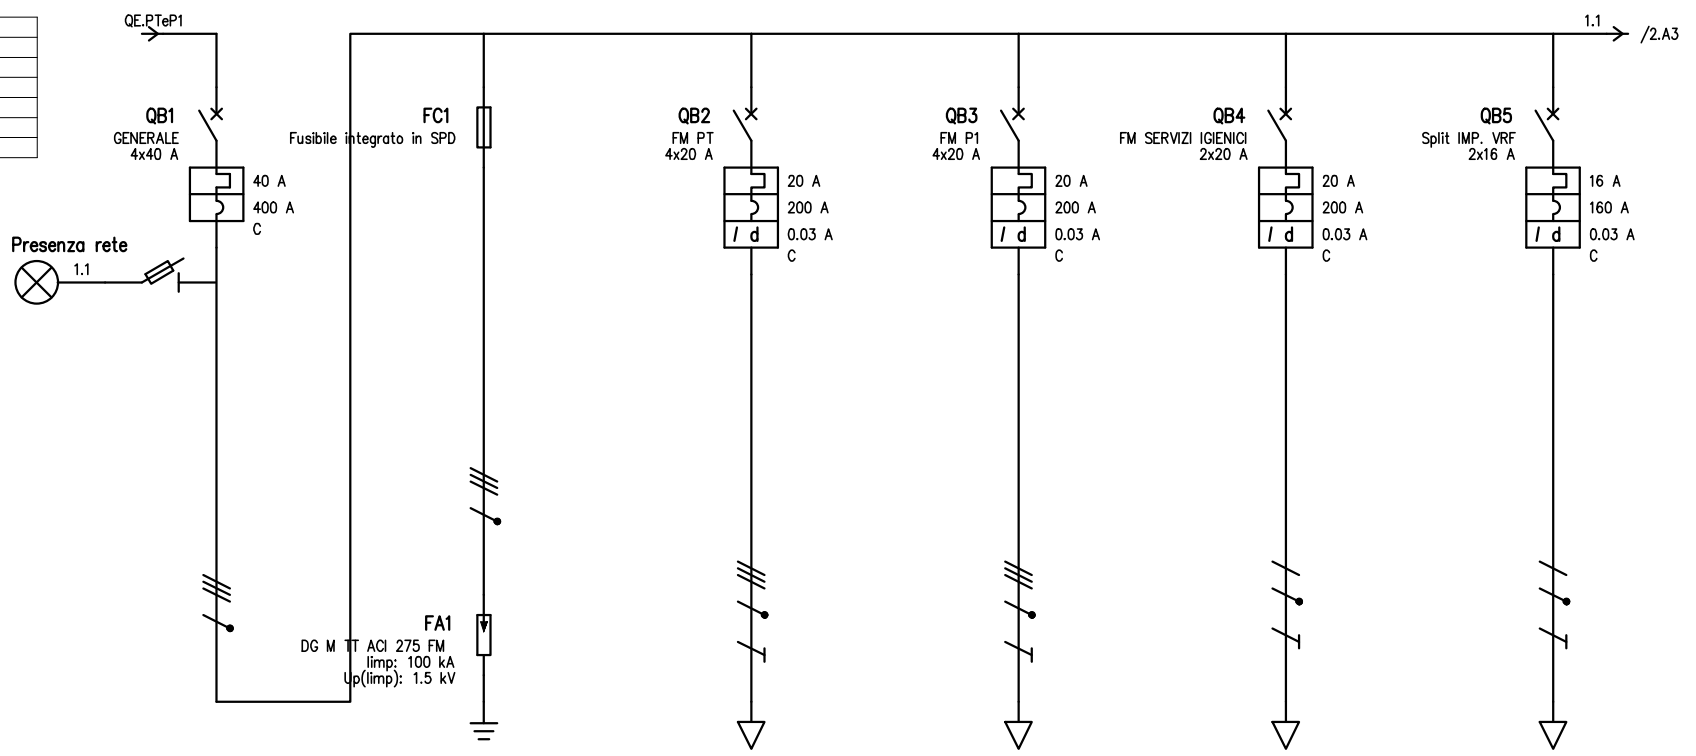 QE.PTeP1
1.1
/2.A3
QB1
GENERALE
4x40 A
40 A
400 A
C
Presenza rete
1.1
FC1
Fusibile integrato in SPD
FA1
DG M TT ACI 275 FM
Iimp: 100 kA
Up(Iimp): 1.5 kV
QB2
FM PT
4x20 A
20 A
200 A
I d
0.03 A
C
QB3
FM P1
4x20 A
20 A
200 A
I d
0.03 A
C
QB4
FM SERVIZI IGIENICI
2x20 A
20 A
200 A
I d
0.03 A
C
QB5
Split IMP. VRF
2x16 A
16 A
160 A
I d
0.03 A
C